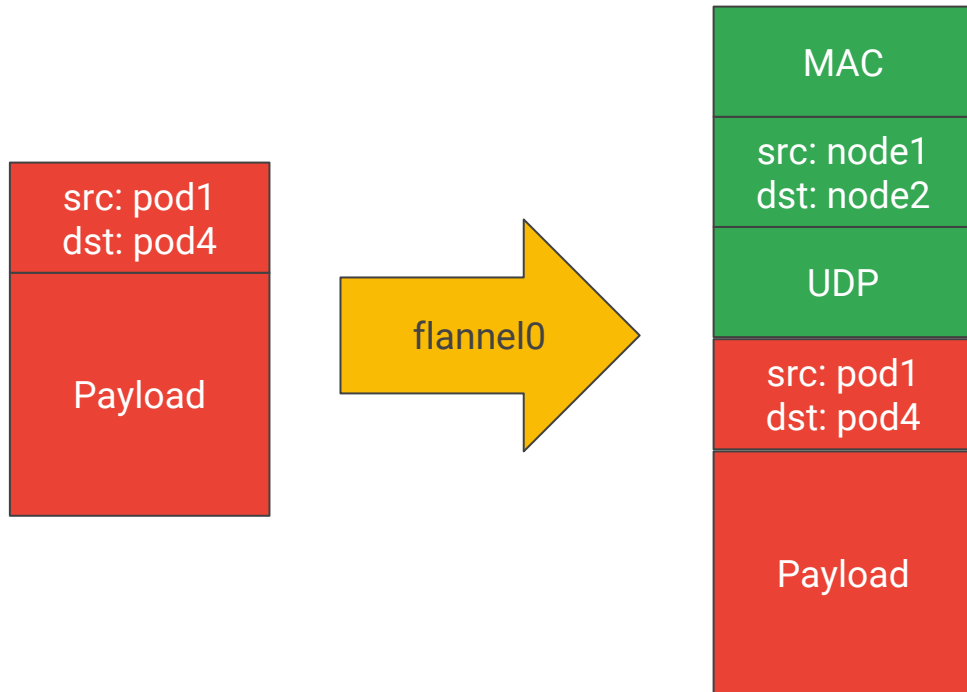 src: pod1
dst: pod4
Payload
flannel0
MAC
src: node1
dst: node2
UDP
src: pod1
dst: pod4
Payload